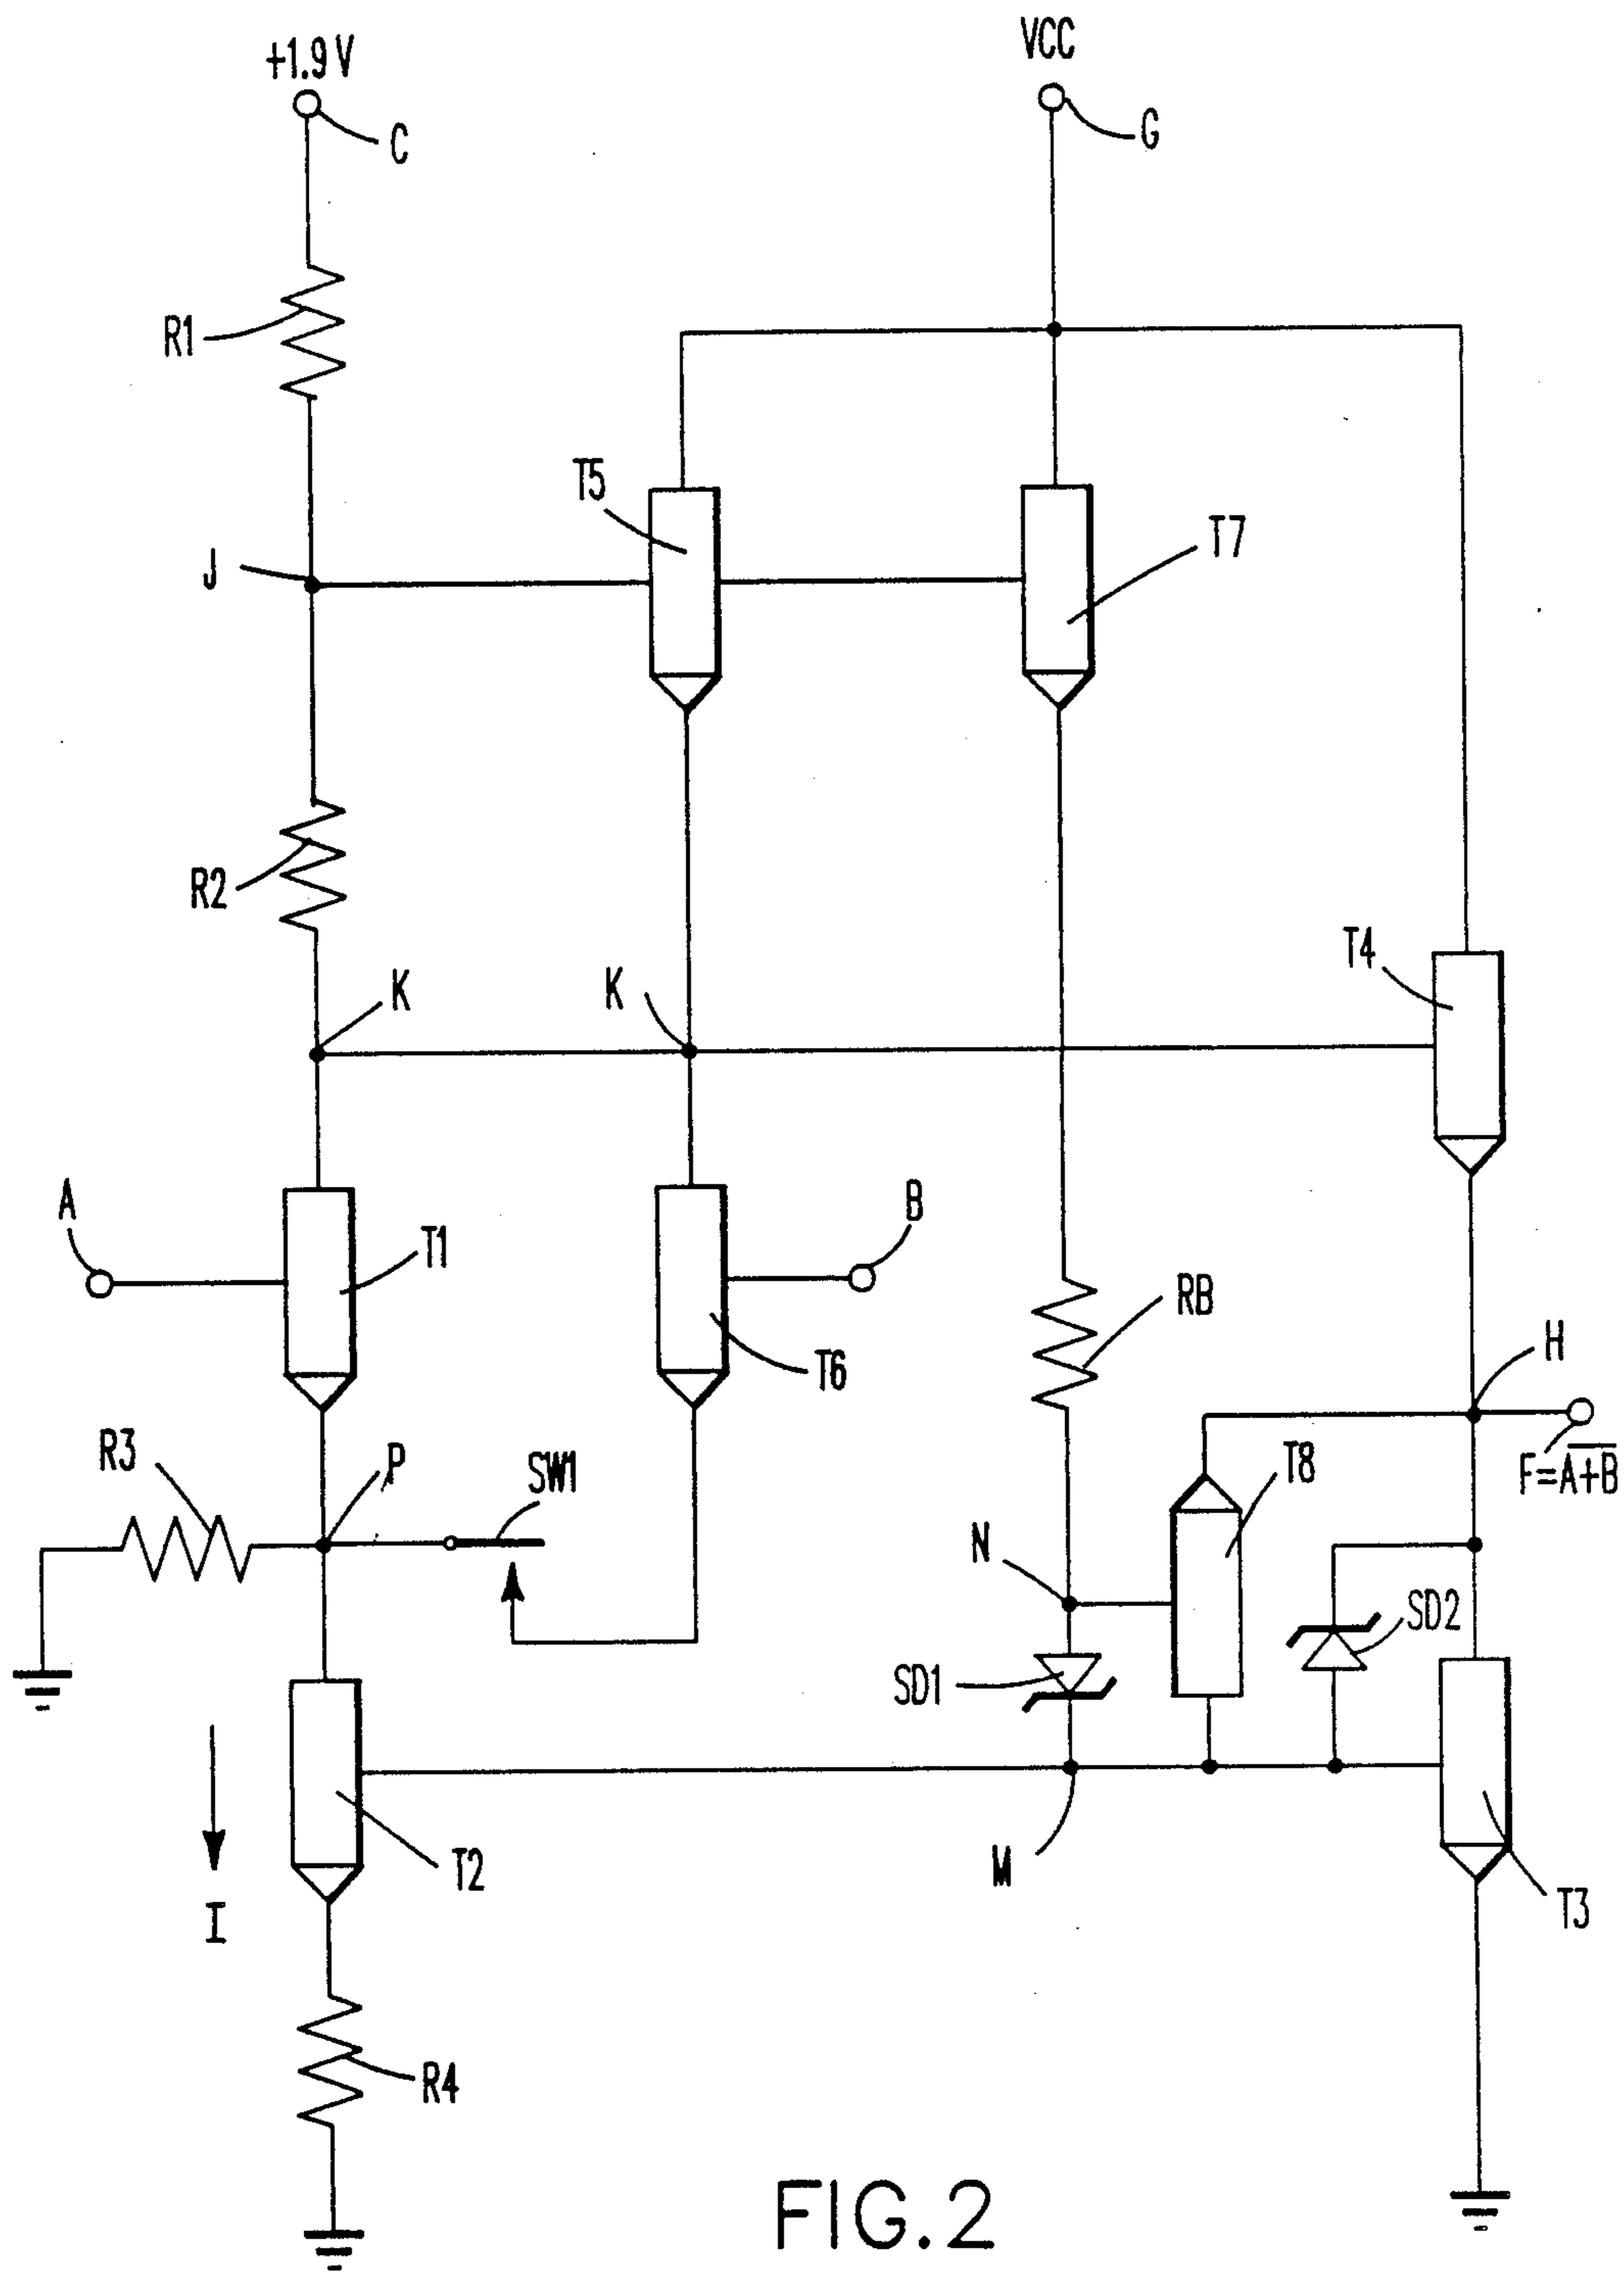 +1.9 V
VCC
C
G
R1
T5
T7
J
R2
T4
K
K
A
B
T1
T6
RB
H
R3
P
SW1
T8
F=A̅+̅B̅
N
SD2
SD1
M
T2
T3
I
R4
FIG. 2